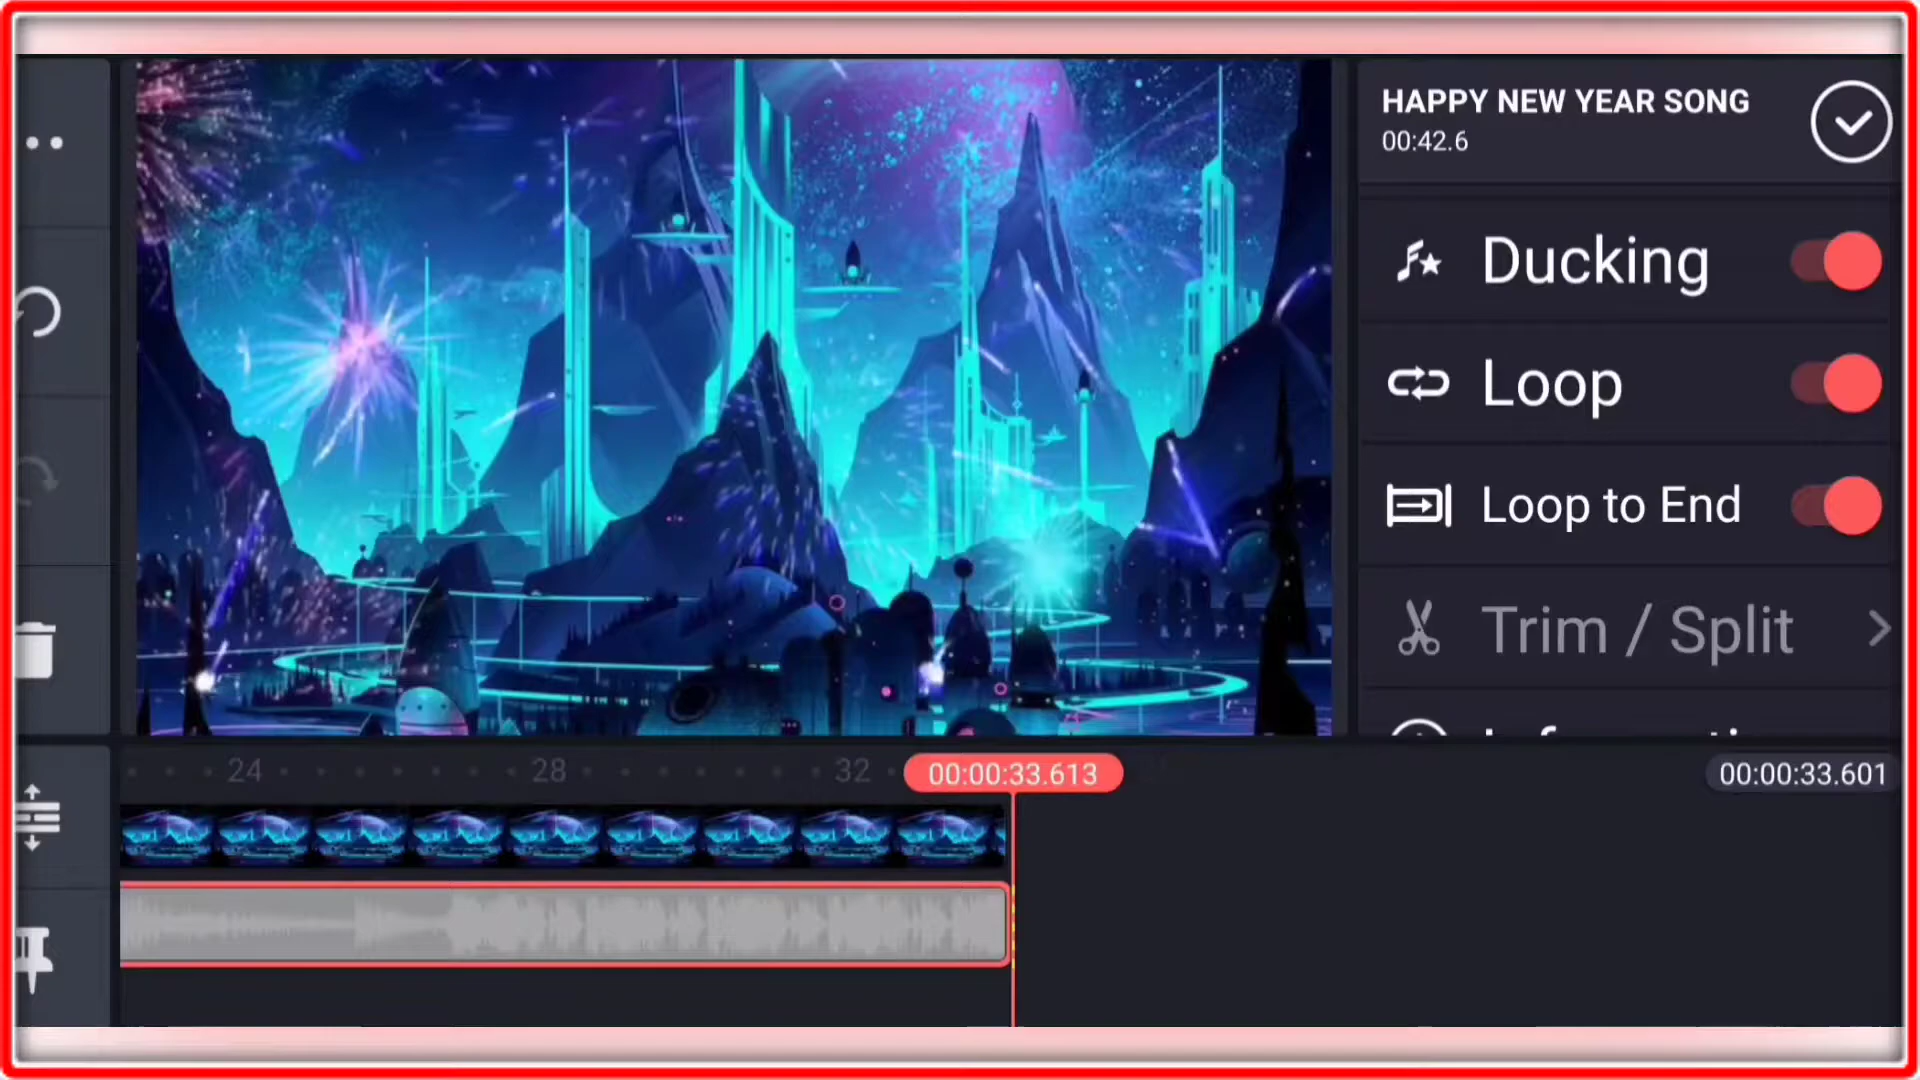 HAPPY NEW YEAR SONG
00:42.6
Ducking
Loop
Loop to End
Trim / Split
24
28
32
00:00:33.613
00:00:33.601